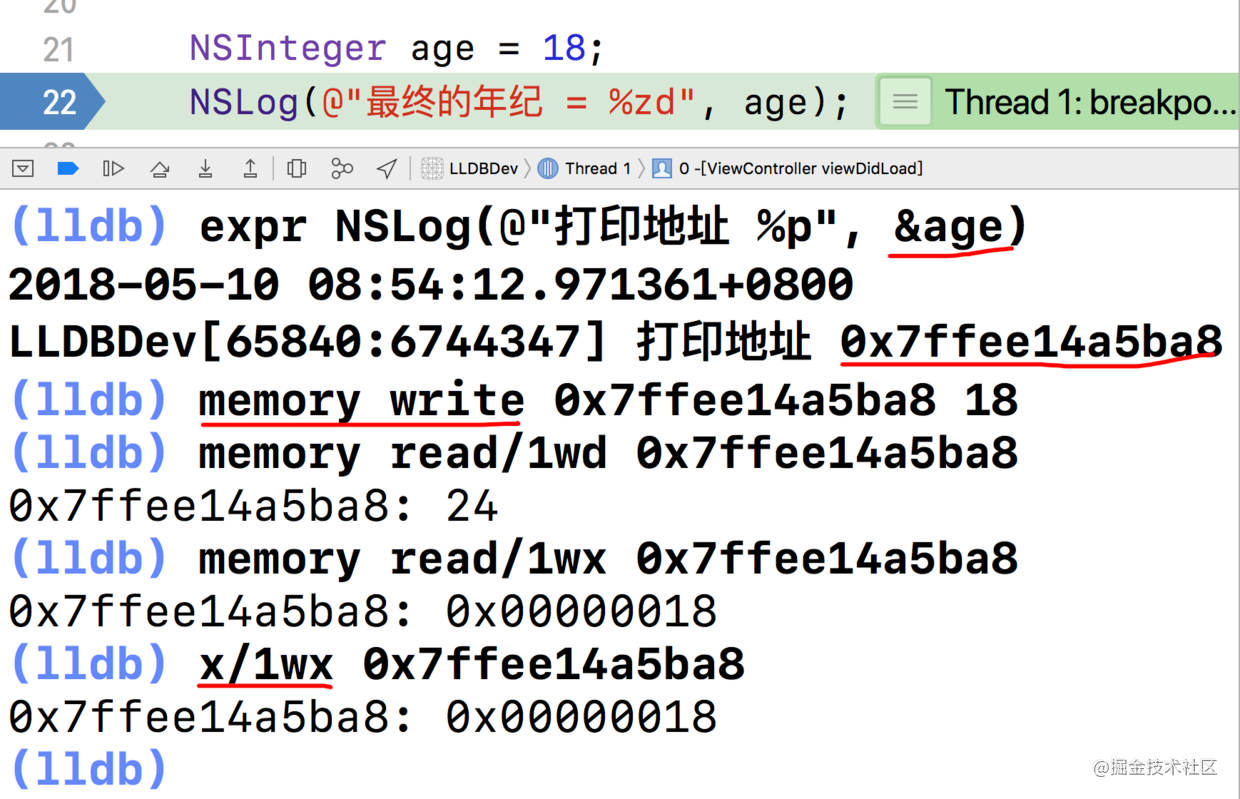 20
21 NSInteger age = 18;
22 NSLog(@"最终的年纪 = %zd", age); Thread 1: breakpo...
LLDBDev Thread 1 0 -[ViewController viewDidLoad]
(lldb) expr NSLog(@"打印地址 %p", &age)
2018-05-10 08:54:12.971361+0800
LLDBDev[65840:6744347] 打印地址 0x7ffee14a5ba8
(lldb) memory write 0x7ffee14a5ba8 18
(lldb) memory read/1wd 0x7ffee14a5ba8
0x7ffee14a5ba8: 24
(lldb) memory read/1wx 0x7ffee14a5ba8
0x7ffee14a5ba8: 0x00000018
(lldb) x/1wx 0x7ffee14a5ba8
0x7ffee14a5ba8: 0x00000018
(lldb)
@掘金技术社区